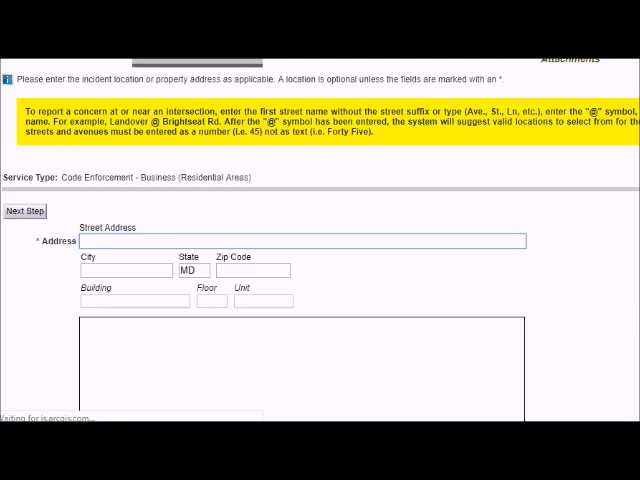 Attachments
Please enter the incident location or property address as applicable. A location is optional unless the fields are marked with an *.
To report a concern at or near an intersection, enter the first street name without the street suffix or type (Ave., St., Ln, etc.), enter the "@" symbol,
name. For example, Landover @ Brightseat Rd. After the "@" symbol has been entered, the system will suggest valid locations to select from for the
streets and avenues must be entered as a number (i.e. 45) not as text (i.e. Forty Five).
Service Type: Code Enforcement - Business (Residential Areas)
Next Step
Street Address
* Address
City State Zip Code
MD
Building Floor Unit
Waiting for js.arcgis.com...